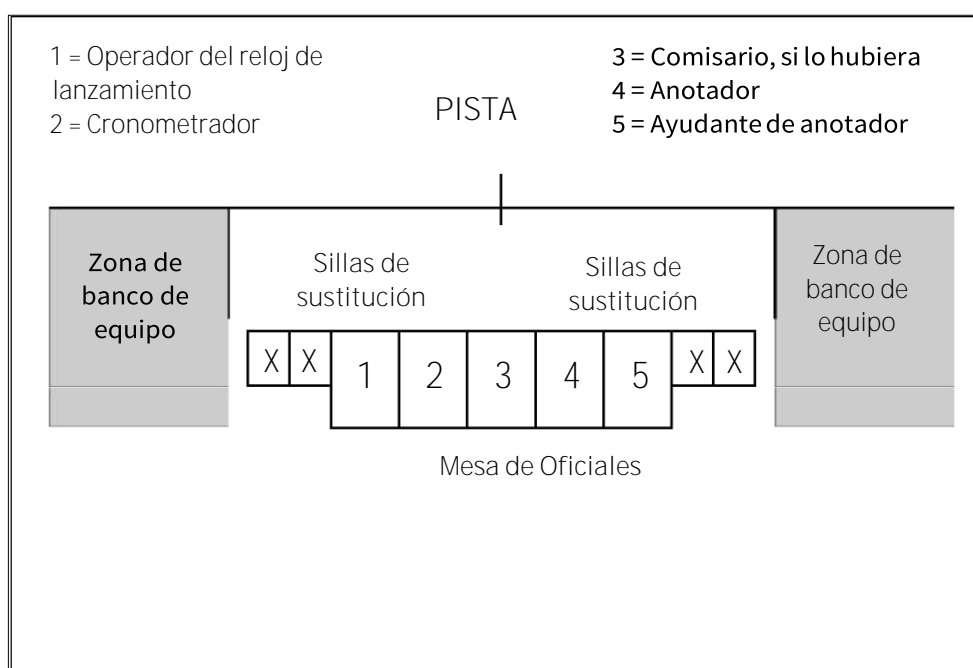 1 = Operador del reloj de
lanzamiento
2 = Cronometrador
PISTA
3 = Comisario, si lo hubiera
4 = Anotador
5 = Ayudante de anotador
Zona de
banco de
equipo
Sillas de
sustitución
Sillas de
sustitución
Zona de
banco de
equipo
X X 1 2 3 4 5 X X
Mesa de Oficiales